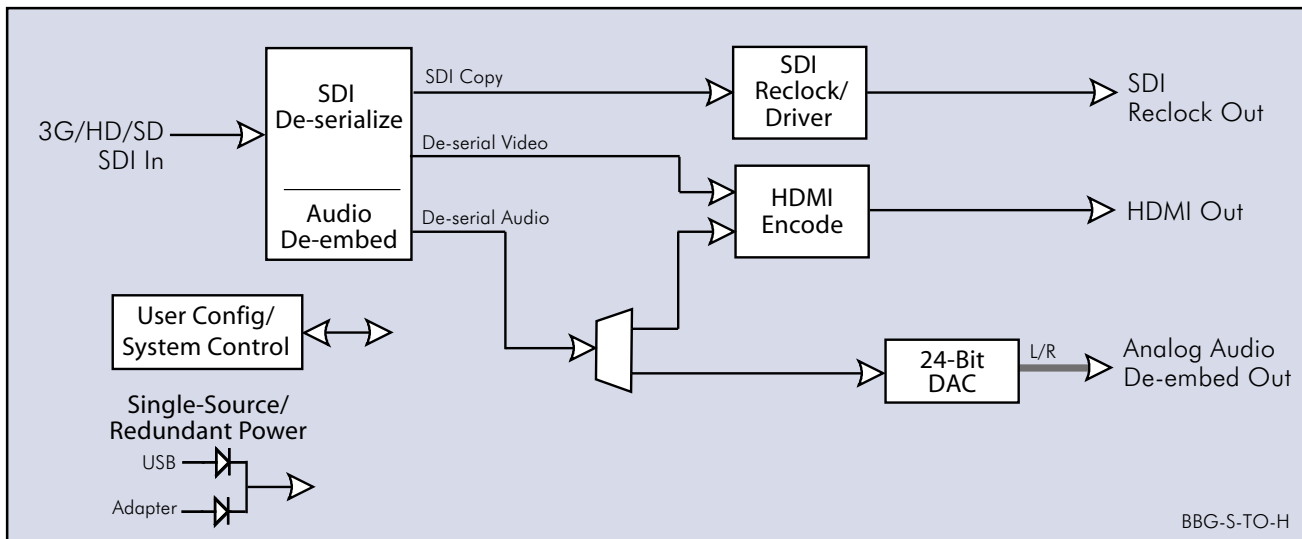 3G/HD/SD
SDI In
SDI
De-serialize
Audio
De-embed
SDI Copy
De-serial Video
De-serial Audio
SDI
Reclock/
Driver
SDI
Reclock Out
HDMI
Encode
HDMI Out
User Config/
System Control
24-Bit
DAC
L/R
Analog Audio
De-embed Out
Single-Source/
Redundant Power
USB
Adapter
BBG-S-TO-H